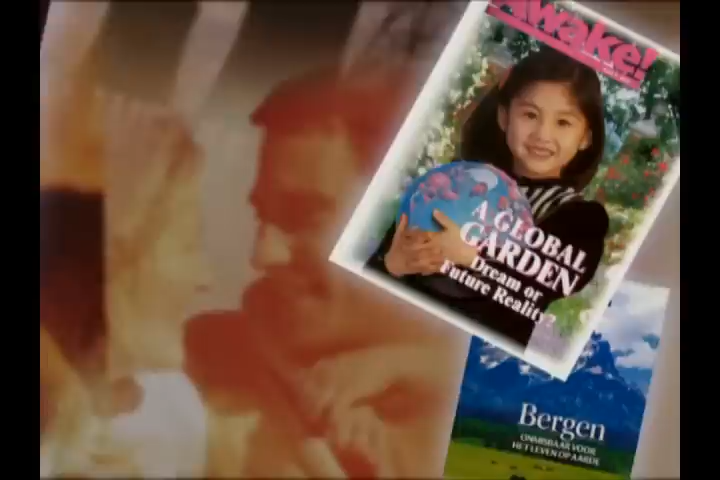 Awake!
A GLOBAL
GARDEN
Dream or
Future Reality?
Bergen
ONMISBAAR VOOR
HET LEVEN OP AARDE